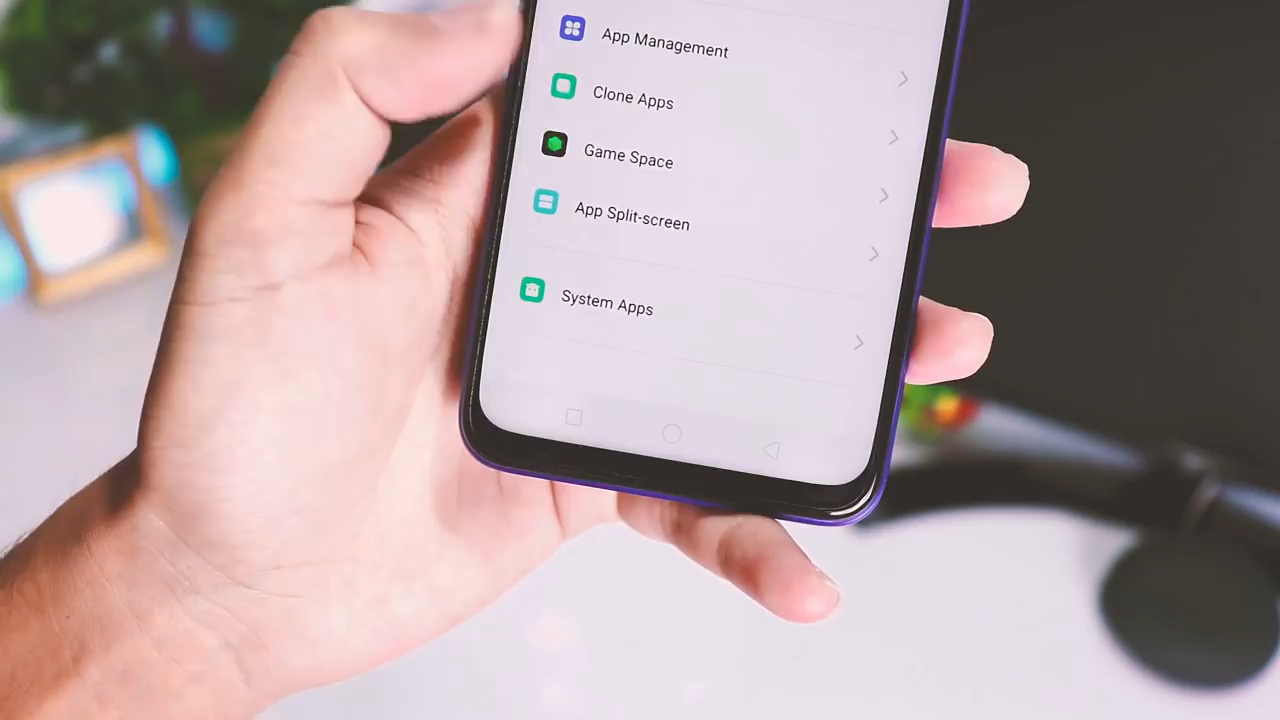 App Management
Clone Apps
Game Space
App Split-screen
System Apps